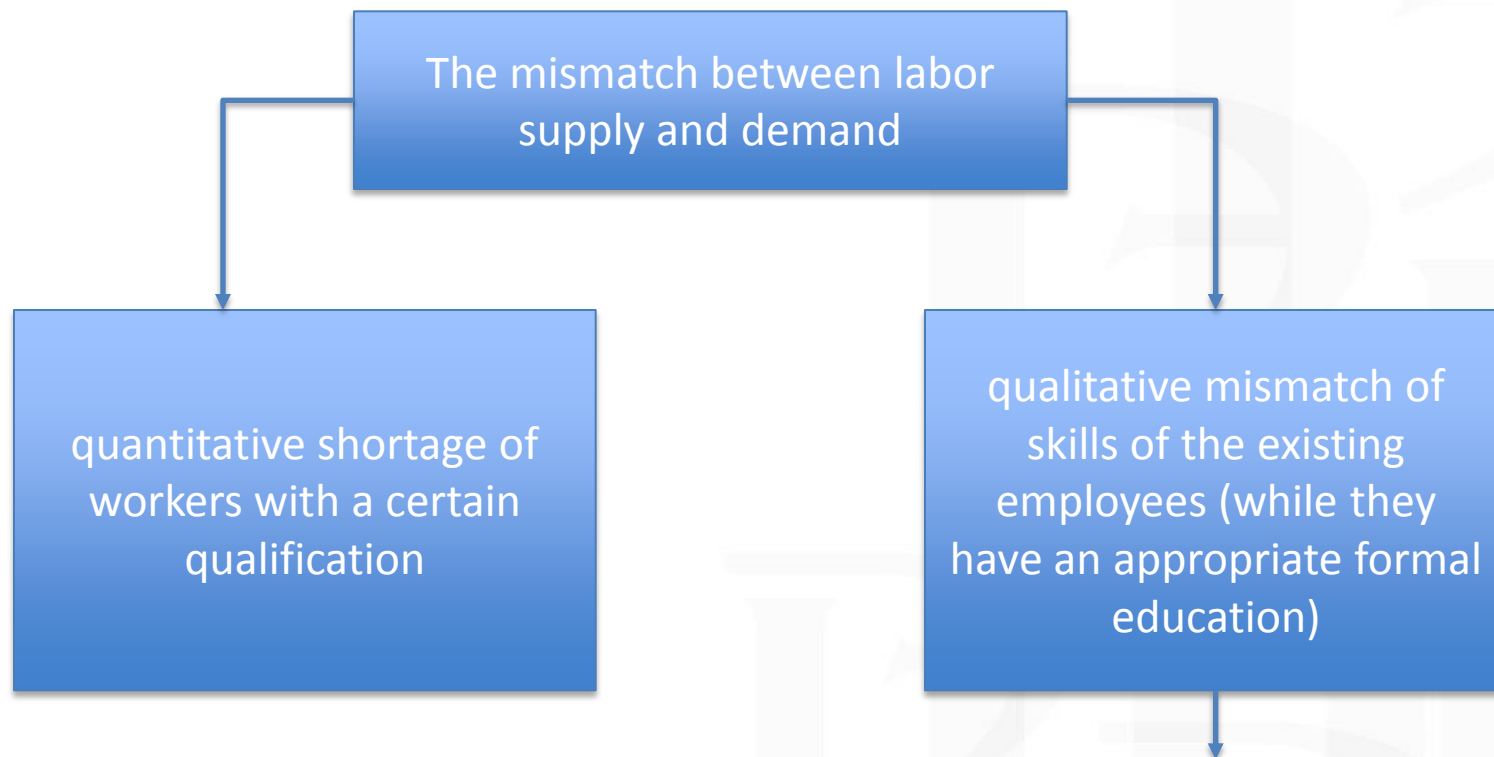 The mismatch between labor
supply and demand
quantitative shortage of
workers with a certain
qualification
qualitative mismatch of
skills of the existing
employees (while they
have an appropriate formal
education)